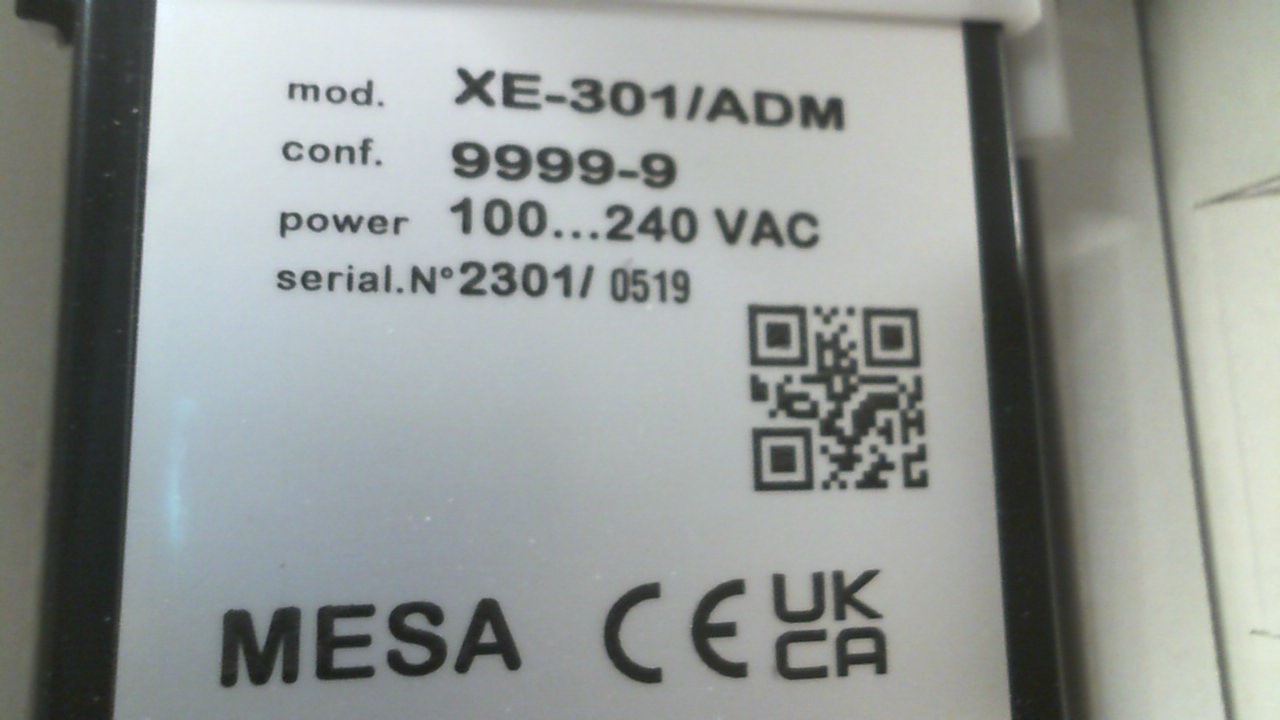 mod. XE-301/ADM
conf. 9999-9
power 100...240 VAC
serial.N°2301/ 0519
MESA CE UK
CA